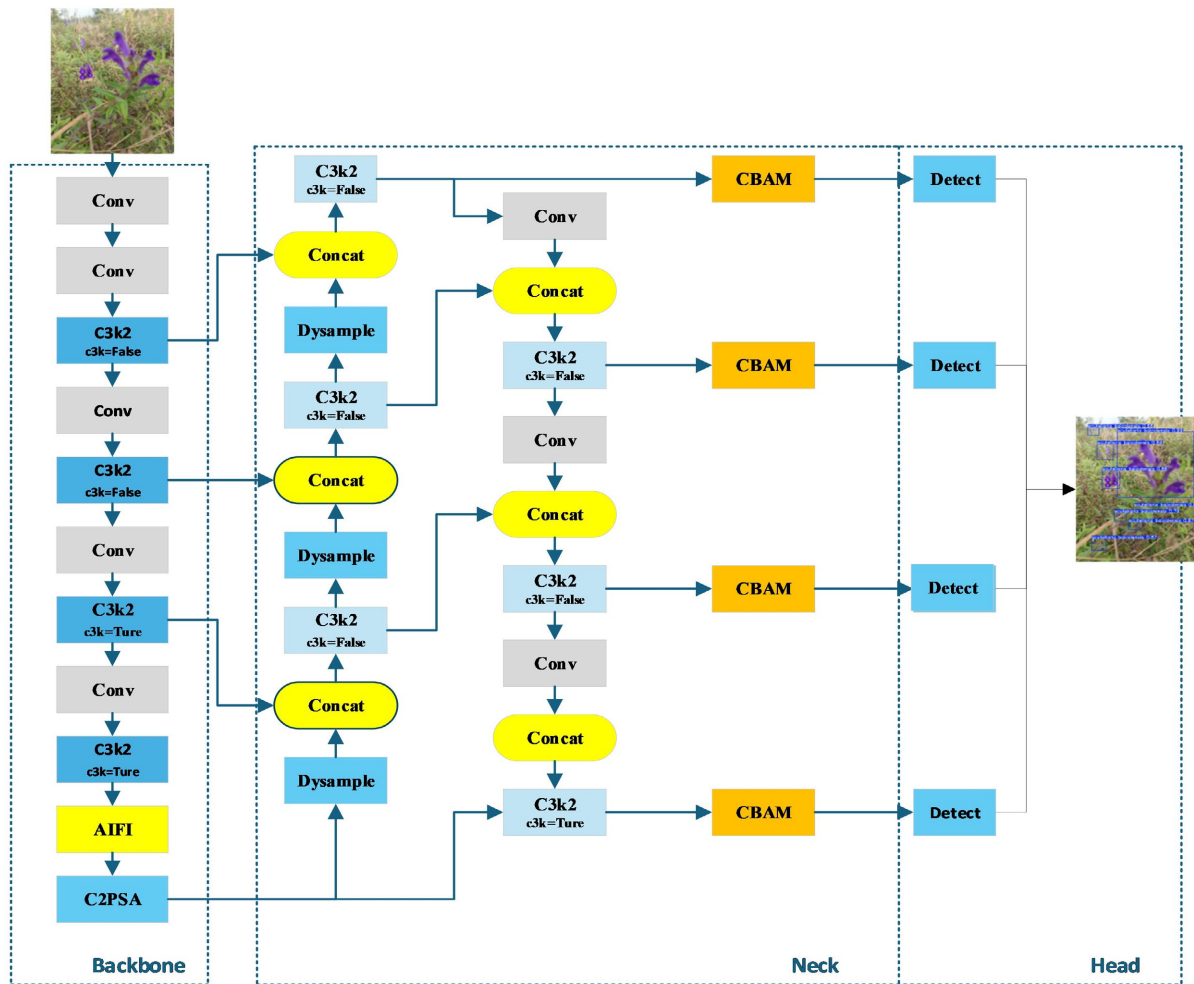 Conv
Conv
C3k2
c3k=False
Conv
C3k2
c3k=False
Conv
C3k2
c3k=Ture
Conv
C3k2
c3k=Ture
AIFI
C2PSA
Backbone
C3k2
c3k=False
Concat
Dysample
C3k2
c3k=False
Concat
Dysample
C3k2
c3k=False
Concat
Dysample
Conv
Concat
C3k2
c3k=False
Conv
Concat
C3k2
c3k=False
Conv
Concat
C3k2
c3k=Ture
CBAM
CBAM
CBAM
CBAM
Neck
Detect
Detect
Detect
Detect
Head